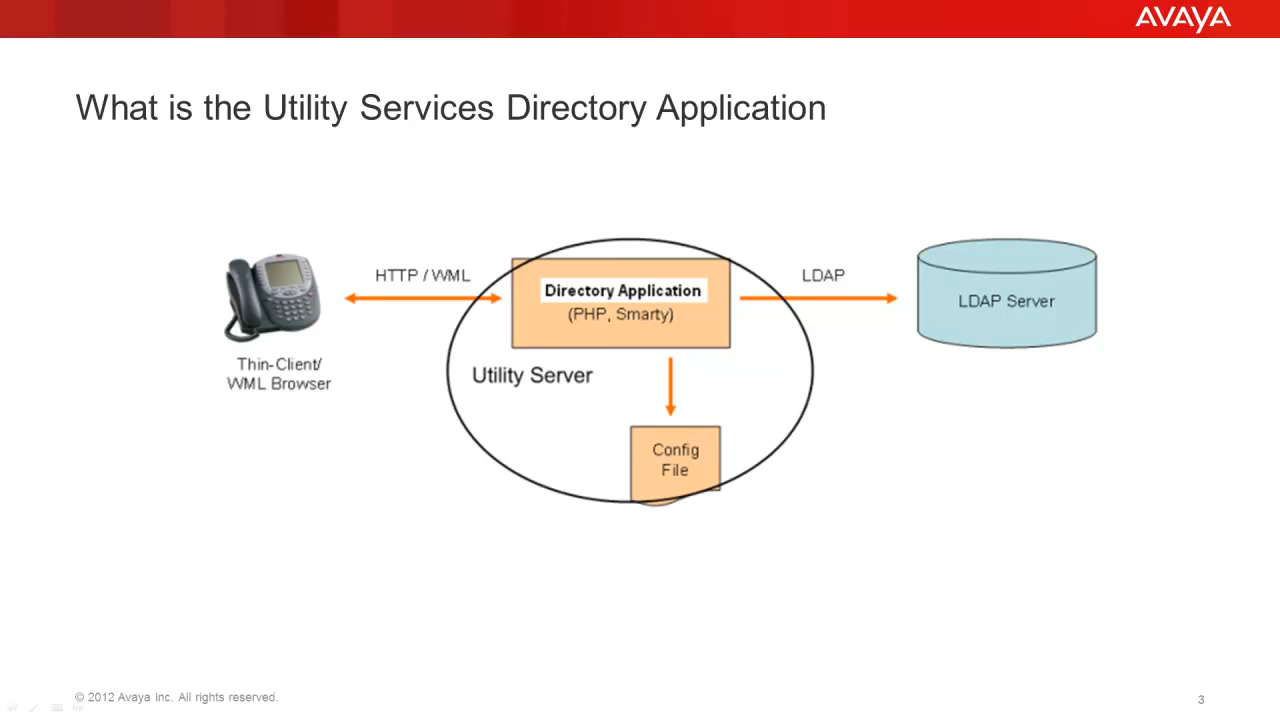 AVAYA
What is the Utility Services Directory Application
HTTP / WML
Directory Application
(PHP, Smarty)
LDAP
LDAP Server
Thin-Client/
WML Browser
Utility Server
Config
File
© 2012 Avaya Inc. All rights reserved.
3